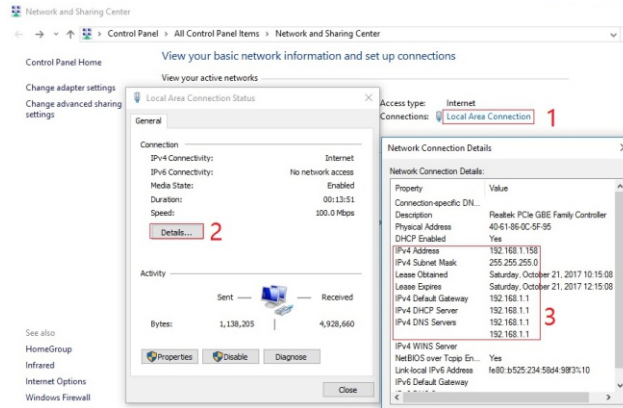 Network and Sharing Center
Control Panel > All Control Panel Items > Network and Sharing Center
Control Panel Home
Change adapter settings
Change advanced sharing
settings
View your basic network information and set up connections
View your active networks
Access type: Internet
Connections: Local Area Connection
1
Local Area Connection Status
General
Connection
IPv4 Connectivity: Internet
IPv6 Connectivity: No network access
Media State: Enabled
Duration: 00:13:51
Speed: 100.0 Mbps
Details...
2
Activity
Sent — Received
Bytes: 1,138,205 | 4,928,660
Properties Disable Diagnose
Close
Network Connection Details
Network Connection Details:
Property Value
Connection-specific DN...
Description Realtek PCIe GBE Family Controller
Physical Address 40-61-86-0C-5F-95
DHCP Enabled Yes
IPv4 Address 192.168.1.158
IPv4 Subnet Mask 255.255.255.0
Lease Obtained Saturday, October 21, 2017 10:15:08
Lease Expires Saturday, October 21, 2017 12:15:08
IPv4 Default Gateway 192.168.1.1
IPv4 DHCP Server 192.168.1.1
IPv4 DNS Servers 192.168.1.1
192.168.1.1
3
IPv4 WINS Server
NetBIOS over Tcpip En... Yes
Link-local IPv6 Address
IPv6 Default Gateway
See also
HomeGroup
Infrared
Internet Options
Windows Firewall